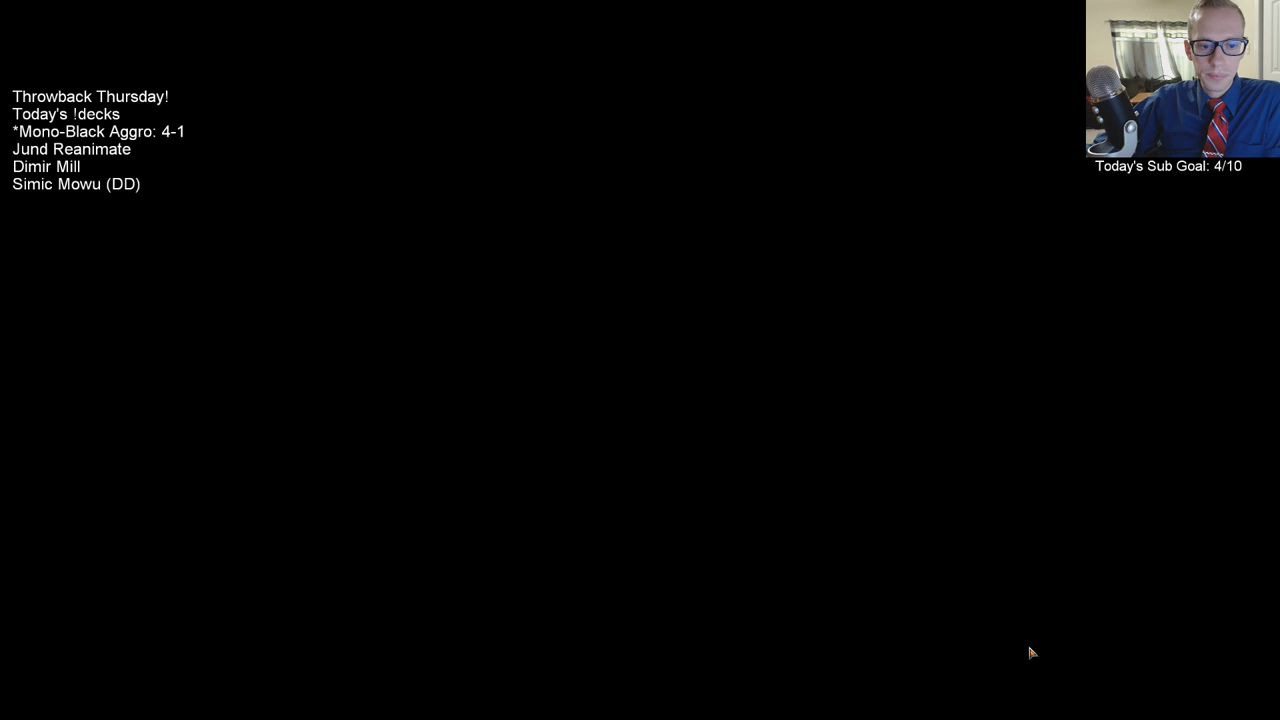 Throwback Thursday!
Today's !decks
*Mono-Black Aggro: 4-1
Jund Reanimate
Dimir Mill
Simic Mowu (DD)
Today's Sub Goal: 4/10